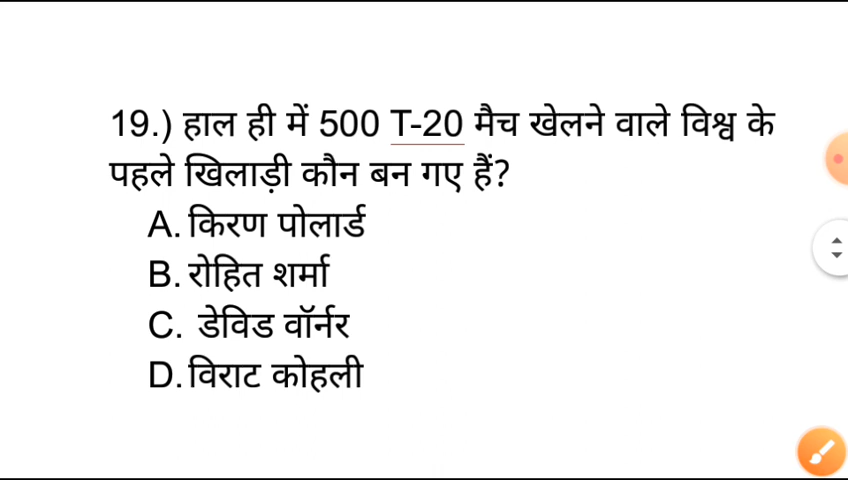 19.) हाल ही में 500 T-20 मैच खेलने वाले विश्व के
पहले खिलाड़ी कौन बन गए हैं?
A. किरण पोलार्ड
B. रोहित शर्मा
C. डेविड वॉर्नर
D. विराट कोहली